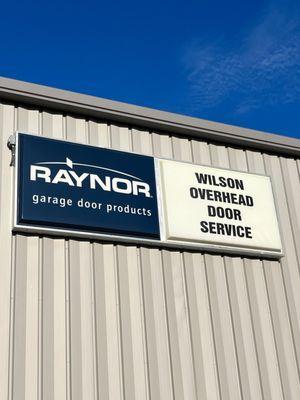 RAYNOR®
garage door products
WILSON
OVERHEAD
DOOR
SERVICE